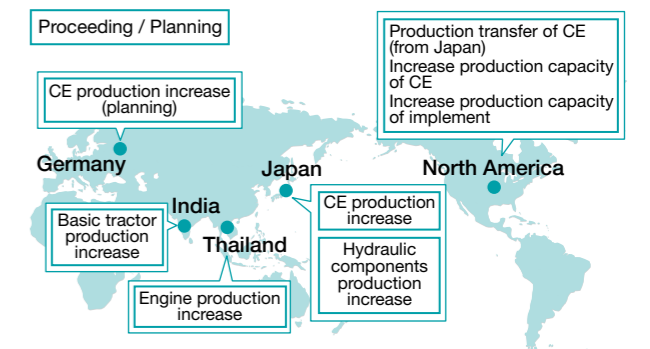 Proceeding / Planning
Production transfer of CE
(from Japan)
Increase production capacity
of CE
Increase production capacity
of implement
CE production increase
(planning)
Germany
Japan
North America
India
CE production
increase
Basic tractor
production
increase
Thailand
Hydraulic
components
production
increase
Engine production
increase